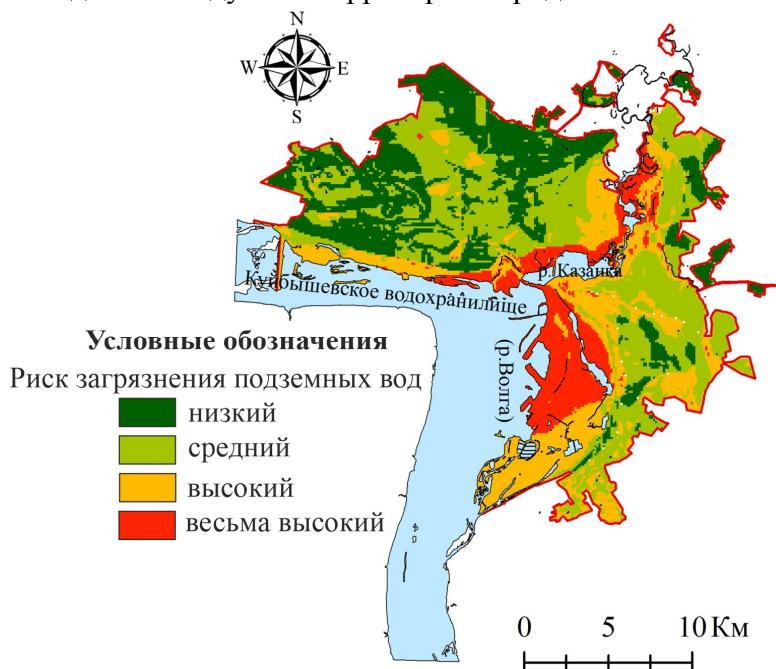 N
W E
S
р. Казанка
Куйбышевское водохранилище
(р.Волга)
Условные обозначения
Риск загрязнения подземных вод
низкий
средний
высокий
весьма высокий
0 5 10 Км